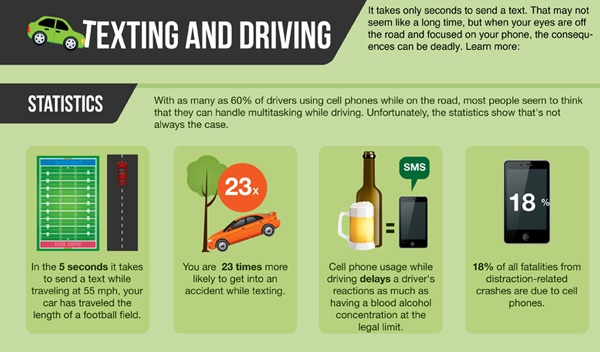 TEXTING AND DRIVING
It takes only seconds to send a text. That may not
seem like a long time, but when your eyes are off
the road and focused on your phone, the consequ-
ences can be deadly. Learn more:
STATISTICS
With as many as 60% of drivers using cell phones while on the road, most people seem to think
that they can handle multitasking while driving. Unfortunately, the statistics show that's not
always the case.
END ZONE
In the 5 seconds it takes
to send a text while
traveling at 55 mph, your
car has traveled the
length of a football field.
23x
You are 23 times more
likely to get into an
accident while texting.
SMS
=
Cell phone usage while
driving delays a driver's
reactions as much as
having a blood alcohol
concentration at the
legal limit.
18%
18% of all fatalities from
distraction-related
crashes are due to cell
phones.